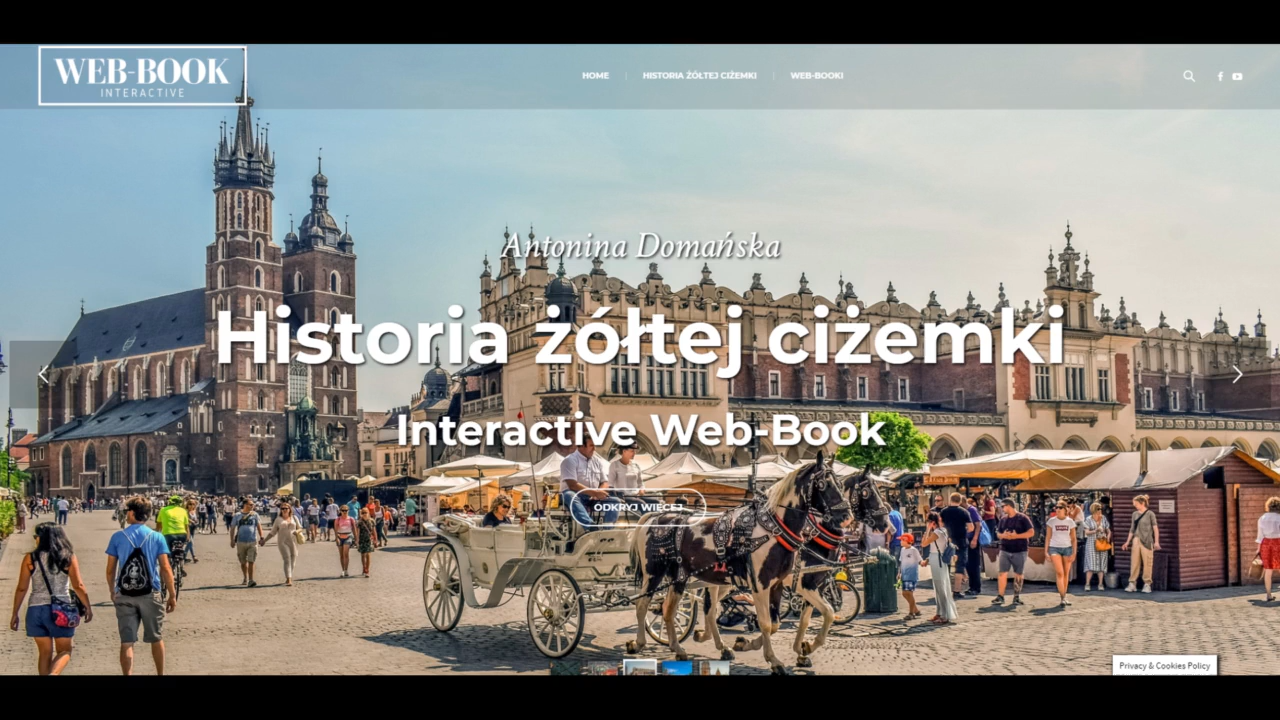 WEB-BOOK
INTERACTIVE
HOME
HISTORIA ŻÓŁTEJ CIŻEMKI
WEB-BOOKI
Antonina Domańska
Historia żółtej ciżemki
Interactive Web-Book
ODKRYJ WIĘCEJ
Privacy & Cookies Policy